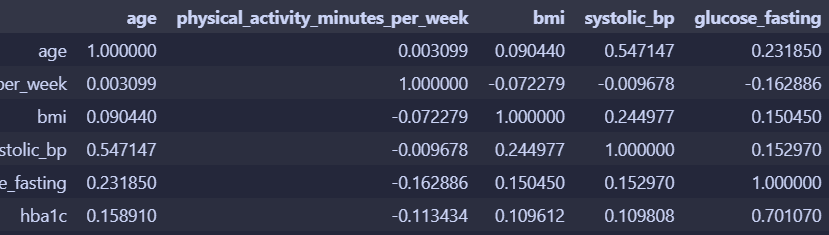 age physical_activity_minutes_per_week bmi systolic_bp glucose_fasting
age 1.000000 0.003099 0.090440 0.547147 0.231850
per_week 0.003099 1.000000 -0.072279 -0.009678 -0.162886
bmi 0.090440 -0.072279 1.000000 0.244977 0.150450
stolic_bp 0.547147 -0.009678 0.244977 1.000000 0.152970
e_fasting 0.231850 -0.162886 0.150450 0.152970 1.000000
hba1c 0.158910 -0.113434 0.109612 0.109808 0.701070